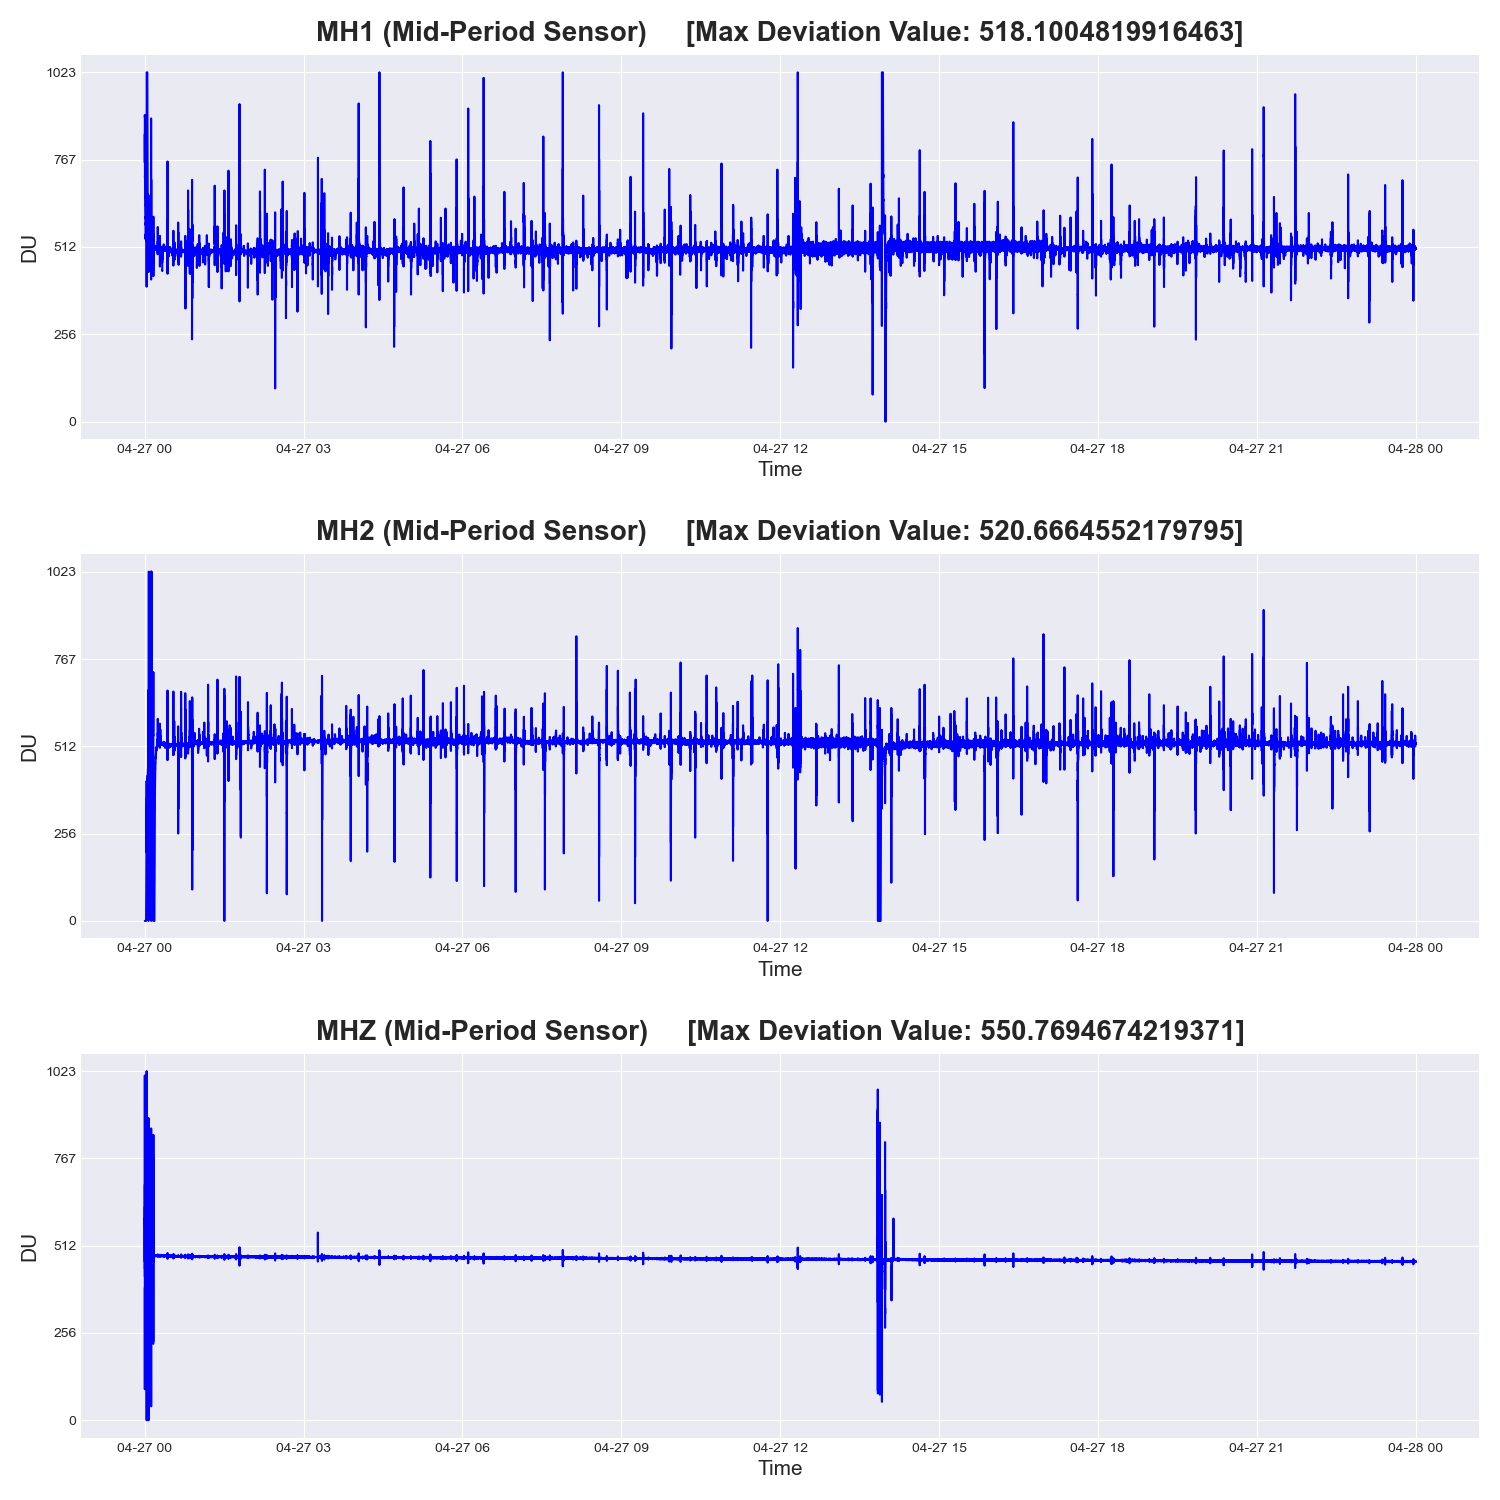 MH1 (Mid-Period Sensor) [Max Deviation Value: 518.1004819916463]
1023
767
512
256
0
DU
04-27 00 04-27 03 04-27 06 04-27 09 04-27 12 04-27 15 04-27 18 04-27 21 04-28 00
Time
MH2 (Mid-Period Sensor) [Max Deviation Value: 520.6664552179795]
1023
767
512
256
0
DU
04-27 00 04-27 03 04-27 06 04-27 09 04-27 12 04-27 15 04-27 18 04-27 21 04-28 00
Time
MHZ (Mid-Period Sensor) [Max Deviation Value: 550.76946742193​71]
1023
767
512
256
0
DU
04-27 00 04-27 03 04-27 06 04-27 09 04-27 12 04-27 15 04-27 18 04-27 21 04-28 00
Time